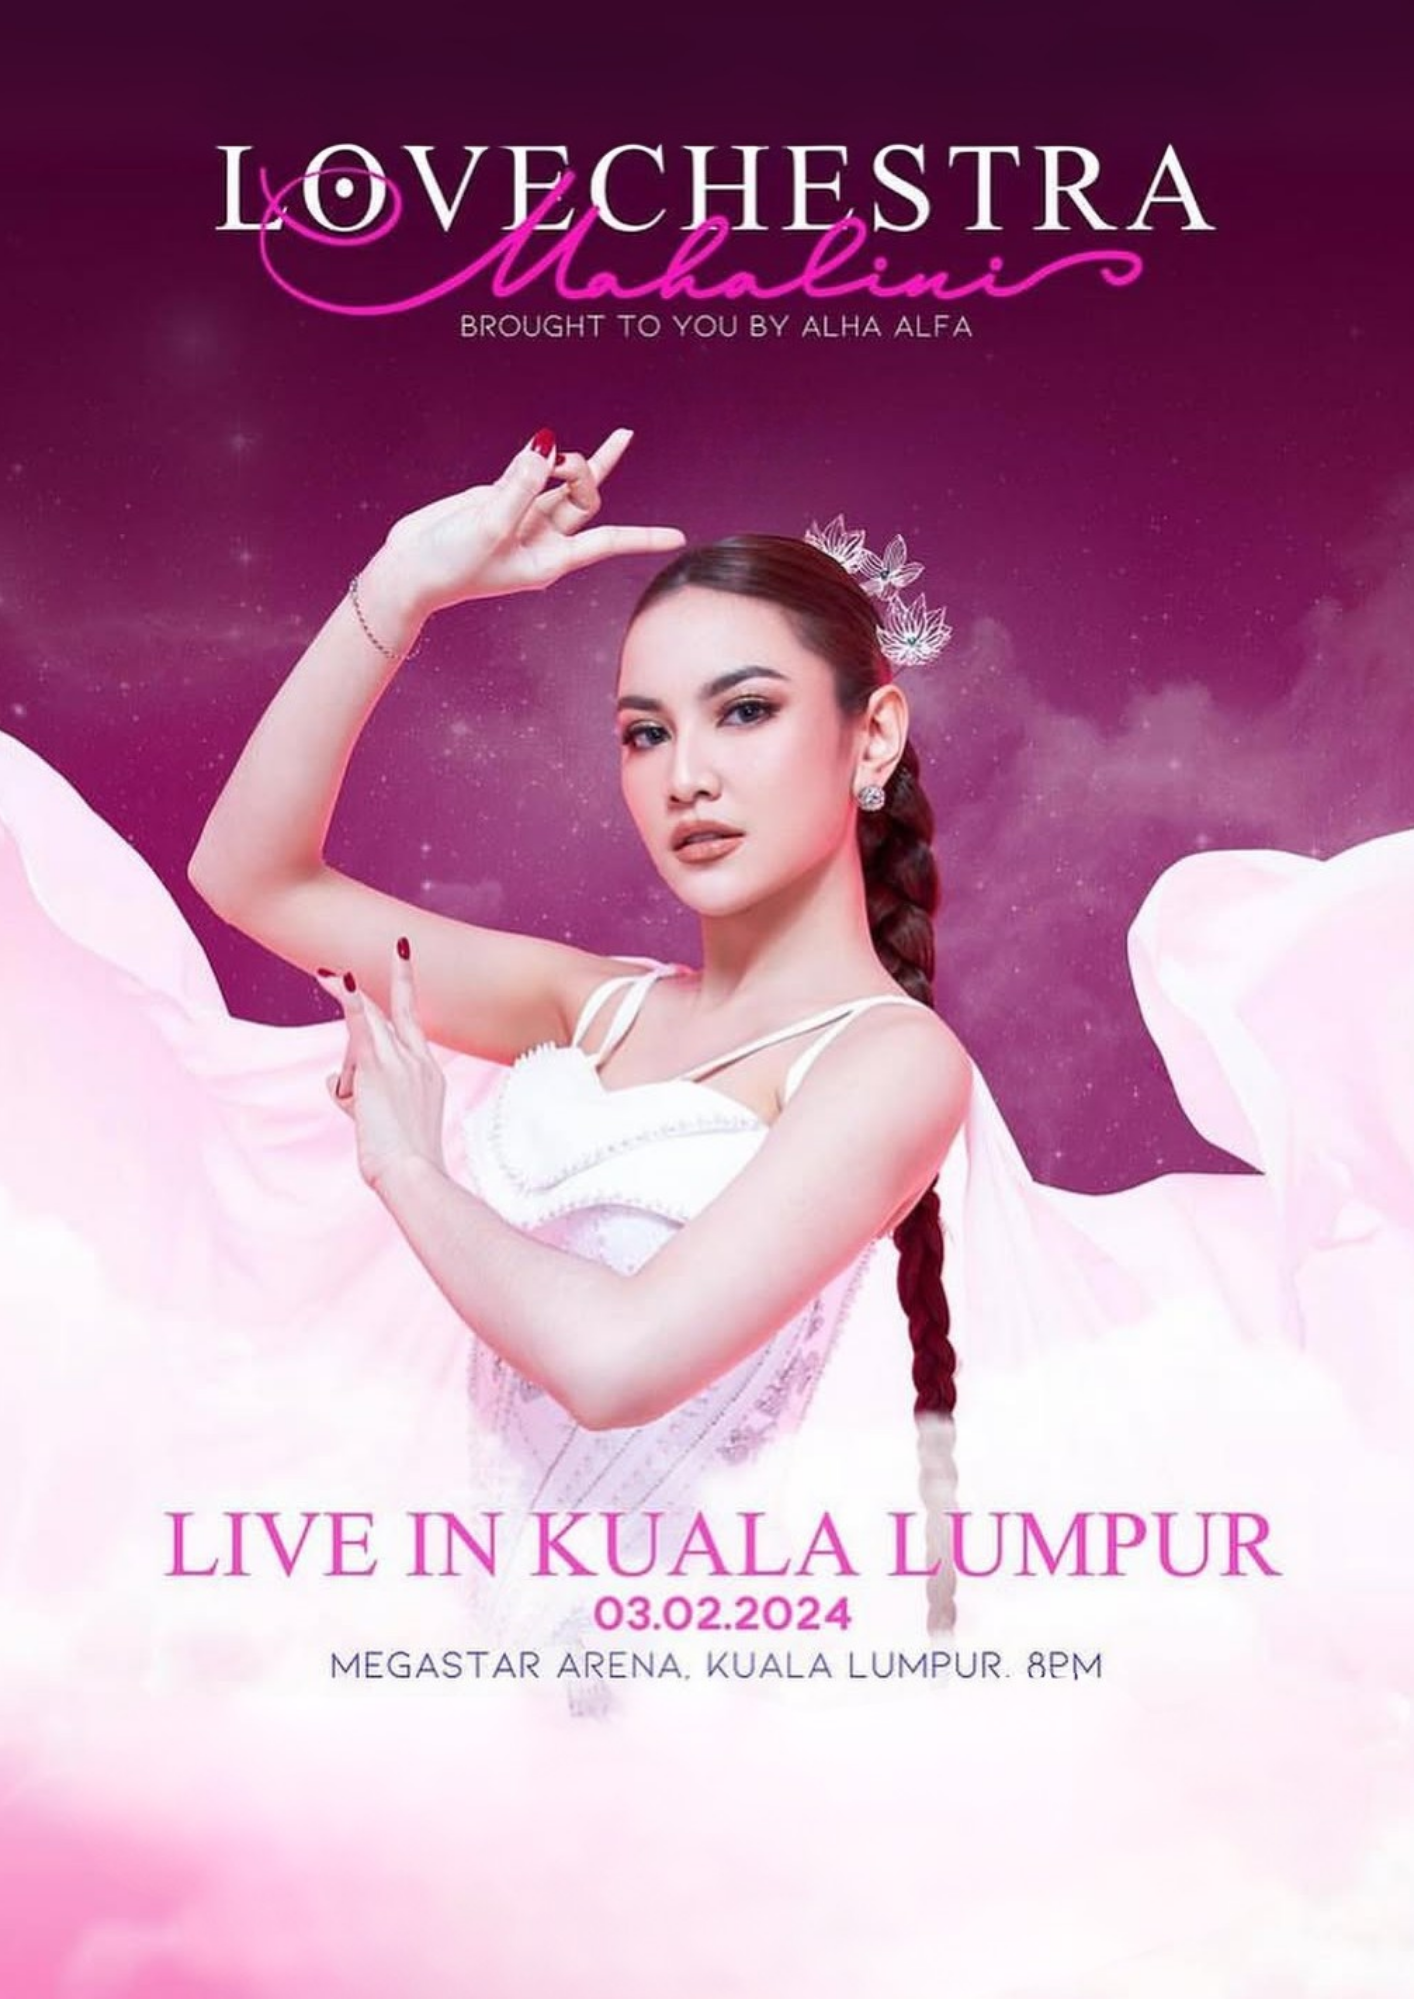 LOVECHESTRA
Mahalini
BROUGHT TO YOU BY ALHA ALFA
LIVE IN KUALA LUMPUR
03.02.2024
MEGASTAR ARENA, KUALA LUMPUR. 8PM